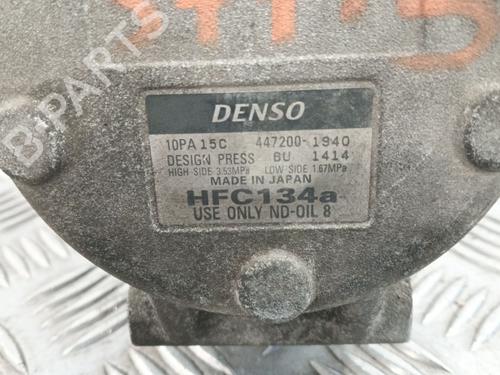 DENSO
10PA15C 447200-1940
DESIGN PRESS BU 1414
HIGH SIDE 3.53MPa LOW SIDE 1.67MPa
MADE IN JAPAN
HFC134a
USE ONLY ND-OIL 8
B-PARTS